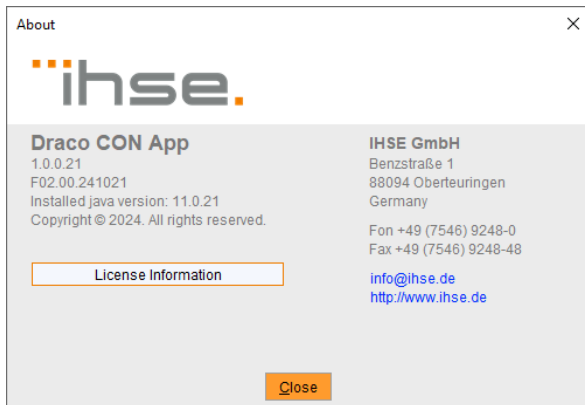 About
ihse.
Draco CON App
1.0.0.21
F02.00.241021
Installed java version: 11.0.21
Copyright © 2024. All rights reserved.
License Information
IHSE GmbH
Benzstraße 1
88094 Oberteuringen
Germany
Fon +49 (7546) 9248-0
Fax +49 (7546) 9248-48
info@ihse.de
http://www.ihse.de
Close